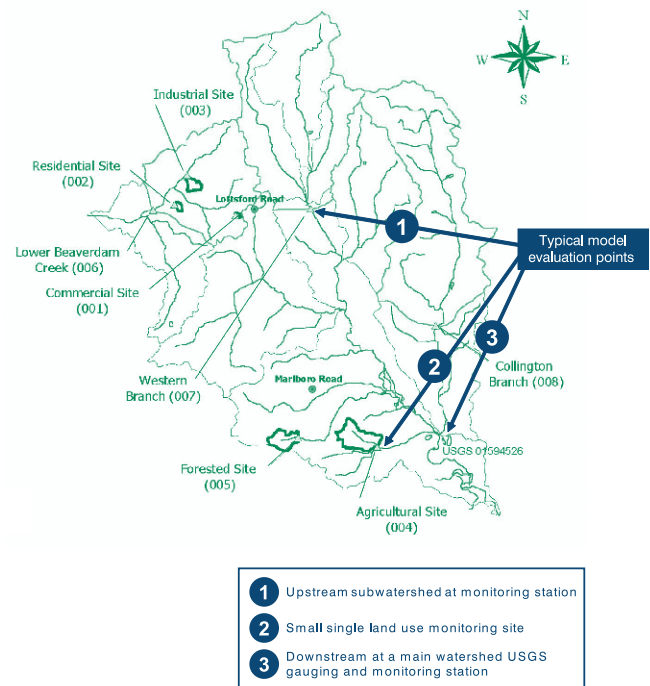 N
W E
S
Industrial Site
(003)
Residential Site
(002)
Lottsford Road
1
Typical model
evaluation points
Lower Beaverdam
Creek (006)
Commercial Site
(001)
3
2
Collington
Branch (008)
Western
Branch (007)
Marlboro Road
USGS 01594526
Forested Site
(005)
Agricultural Site
(004)
1 Upstream subwatershed at monitoring station
2 Small single land use monitoring site
3 Downstream at a main watershed USGS
gauging and monitoring station